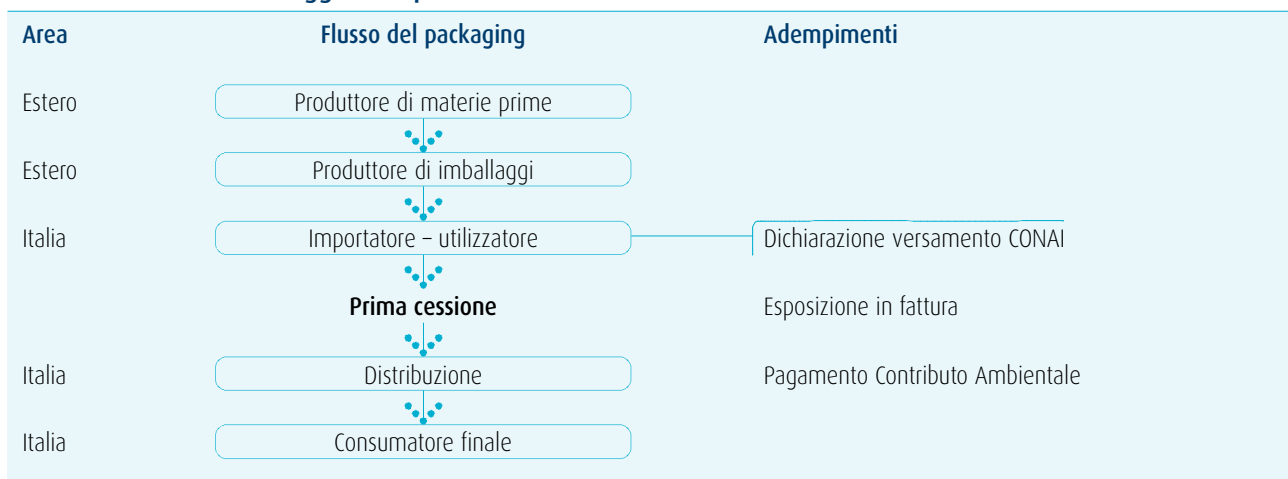 Area Flusso del packaging Adempimenti
Estero Produttore di materie prime
Estero Produttore di imballaggi
Italia Importatore – utilizzatore Dichiarazione versamento CONAI
Prima cessione Esposizione in fattura
Italia Distribuzione Pagamento Contributo Ambientale
Italia Consumatore finale